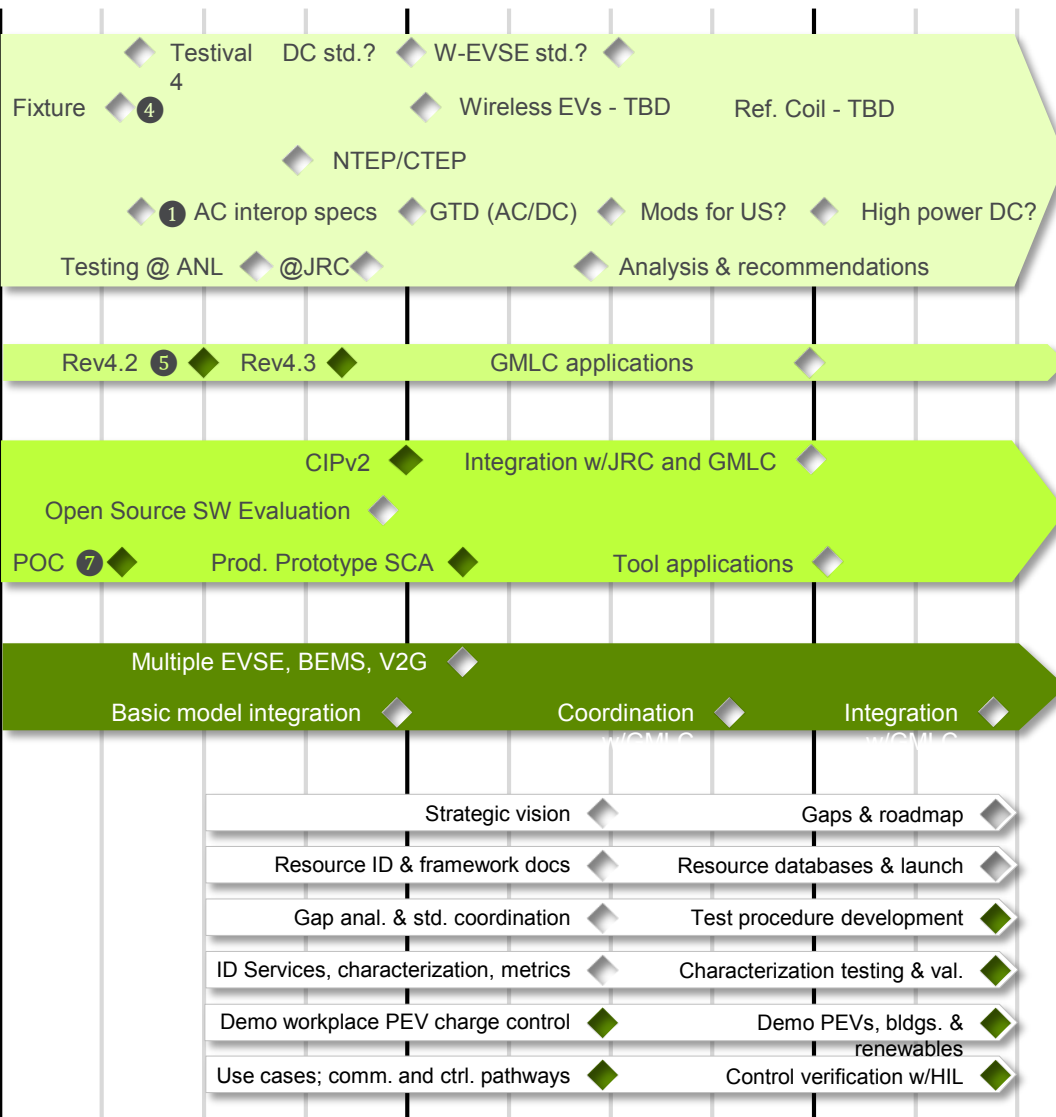 Testival 4 DC std.? W-EVSE std.?
Fixture 4 Wireless EVs - TBD Ref. Coil - TBD
NTEP/CTEP
1 AC interop specs GTD (AC/DC) Mods for US? High power DC?
Testing @ ANL @JRC Analysis & recommendations
Rev4.2 5 Rev4.3 GMLC applications
CIPv2 Integration w/JRC and GMLC
Open Source SW Evaluation
POC 7 Prod. Prototype SCA Tool applications
Multiple EVSE, BEMS, V2G
Basic model integration Coordination Integration
w/GMLC w/GMLC
Strategic vision Gaps & roadmap
Resource ID & framework docs Resource databases & launch
Gap anal. & std. coordination Test procedure development
ID Services, characterization, metrics Characterization testing & val.
Demo workplace PEV charge control Demo PEVs, bldgs. &
renewables
Use cases; comm. and ctrl. pathways Control verification w/HIL